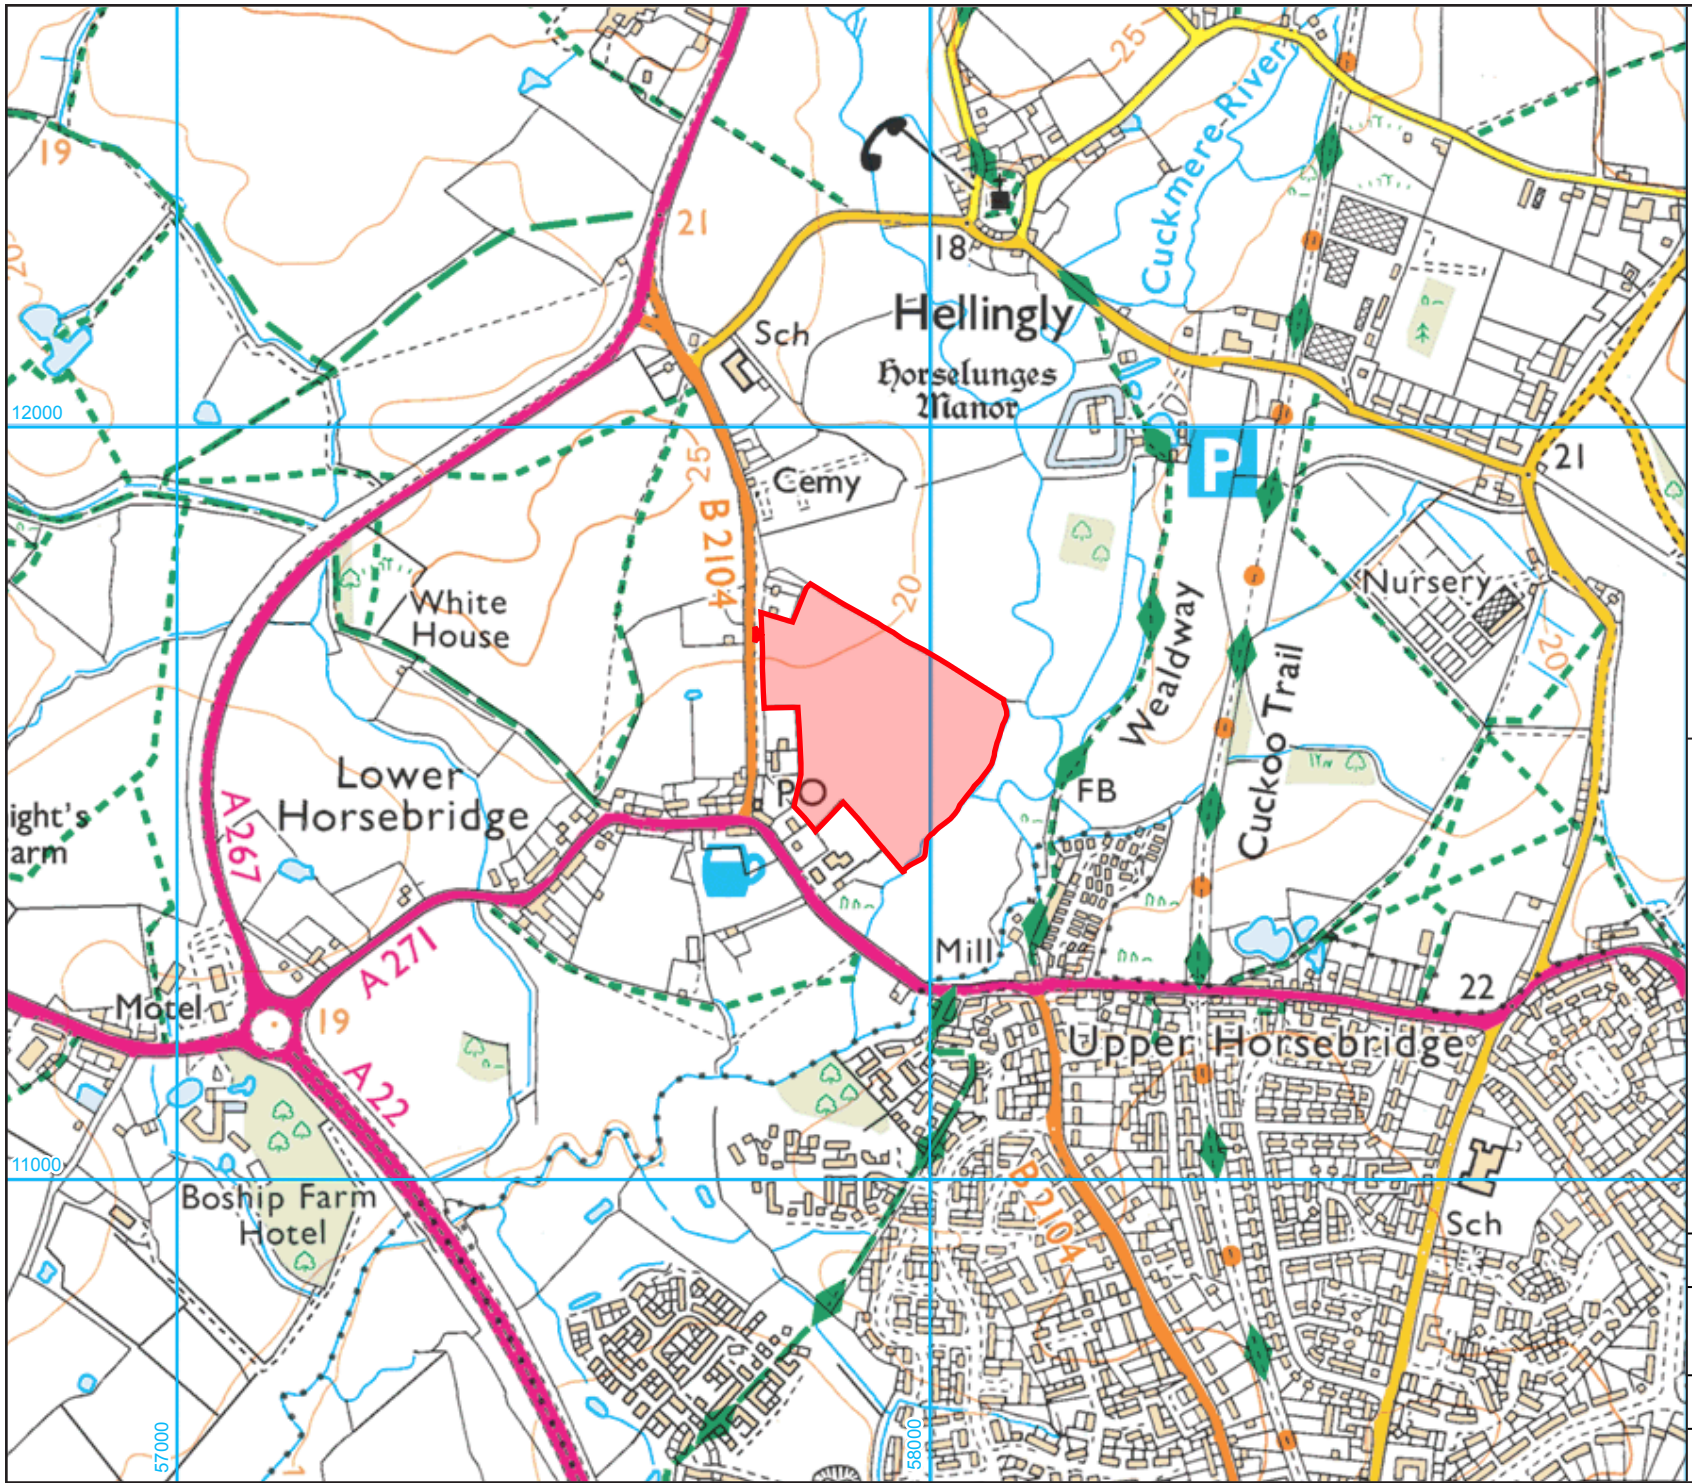 25
Cuckmere River
19
21
18
20
Hellingly
Sch
Horselunges
Manor
12000
P
21
25
Cemy
B 2104
20
Nursery
White
House
20
Wealdway
Cuckoo Trail
Lower
Horsebridge
PO
FB
ight's
arm
A 267
A 271
Mill
22
Motel
19
Upper Horsebridge
A 22
11000
Boship Farm
Hotel
B 2104
Sch
57000
58000
1